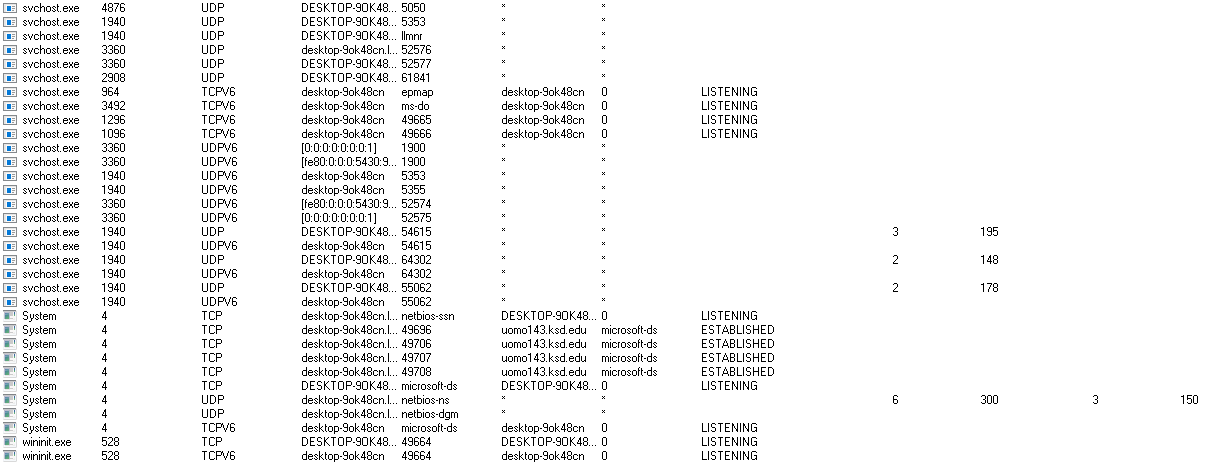 svchost.exe 4876 UDP DESKTOP-9OK48... 5050 * *
svchost.exe 1940 UDP DESKTOP-9OK48... 5353 * *
svchost.exe 1940 UDP DESKTOP-9OK48... llmnr * *
svchost.exe 3360 UDP desktop-9ok48cn.l... 52576 * *
svchost.exe 3360 UDP DESKTOP-9OK48... 52577 * *
svchost.exe 2908 UDP DESKTOP-9OK48... 61841 * *
svchost.exe 964 TCPV6 desktop-9ok48cn epmap desktop-9ok48cn 0 LISTENING
svchost.exe 3492 TCPV6 desktop-9ok48cn ms-do desktop-9ok48cn 0 LISTENING
svchost.exe 1296 TCPV6 desktop-9ok48cn 49665 desktop-9ok48cn 0 LISTENING
svchost.exe 1096 TCPV6 desktop-9ok48cn 49666 desktop-9ok48cn 0 LISTENING
svchost.exe 3360 UDPV6 [0:0:0:0:0:0:0:1] 1900 * *
svchost.exe 3360 UDPV6 [fe80:0:0:0:5430:9... 1900 * *
svchost.exe 1940 UDPV6 desktop-9ok48cn 5353 * *
svchost.exe 1940 UDPV6 desktop-9ok48cn 5355 * *
svchost.exe 3360 UDPV6 [fe80:0:0:0:5430:9... 52574 * *
svchost.exe 3360 UDPV6 [0:0:0:0:0:0:0:1] 52575 * *
svchost.exe 1940 UDP DESKTOP-9OK48... 54615 * * 3 195
svchost.exe 1940 UDPV6 desktop-9ok48cn 54615 * *
svchost.exe 1940 UDP DESKTOP-9OK48... 64302 * * 2 148
svchost.exe 1940 UDPV6 desktop-9ok48cn 64302 * *
svchost.exe 1940 UDP DESKTOP-9OK48... 55062 * * 2 178
svchost.exe 1940 UDPV6 desktop-9ok48cn 55062 * *
System 4 TCP desktop-9ok48cn.l... netbios-ssn DESKTOP-9OK48... 0 LISTENING
System 4 TCP desktop-9ok48cn.l... 49696 uomo143.ksd.edu microsoft-ds ESTABLISHED
System 4 TCP desktop-9ok48cn.l... 49706 uomo143.ksd.edu microsoft-ds ESTABLISHED
System 4 TCP desktop-9ok48cn.l... 49707 uomo143.ksd.edu microsoft-ds ESTABLISHED
System 4 TCP desktop-9ok48cn.l... 49708 uomo143.ksd.edu microsoft-ds ESTABLISHED
System 4 TCP DESKTOP-9OK48... microsoft-ds DESKTOP-9OK48... 0 LISTENING
System 4 UDP desktop-9ok48cn.l... netbios-ns * * 6 300 3 150
System 4 UDP desktop-9ok48cn.l... netbios-dgm * *
System 4 TCPV6 desktop-9ok48cn microsoft-ds desktop-9ok48cn 0 LISTENING
wininit.exe 528 TCP DESKTOP-9OK48... 49664 DESKTOP-9OK48... 0 LISTENING
wininit.exe 528 TCPV6 desktop-9ok48cn 49664 desktop-9ok48cn 0 LISTENING